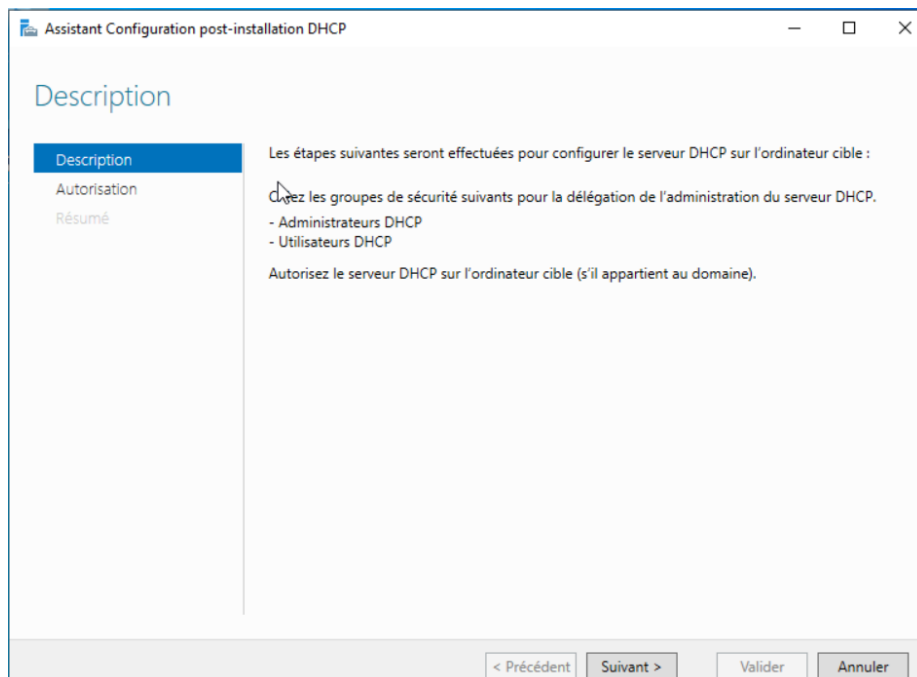 Assistant Configuration post-installation DHCP
Description
Description
Autorisation
Résumé
Les étapes suivantes seront effectuées pour configurer le serveur DHCP sur l'ordinateur cible :
les groupes de sécurité suivants pour la délégation de l'administration du serveur DHCP.
- Administrateurs DHCP
- Utilisateurs DHCP
Autorisez le serveur DHCP sur l'ordinateur cible (s'il appartient au domaine).
< Précédent
Suivant >
Valider
Annuler